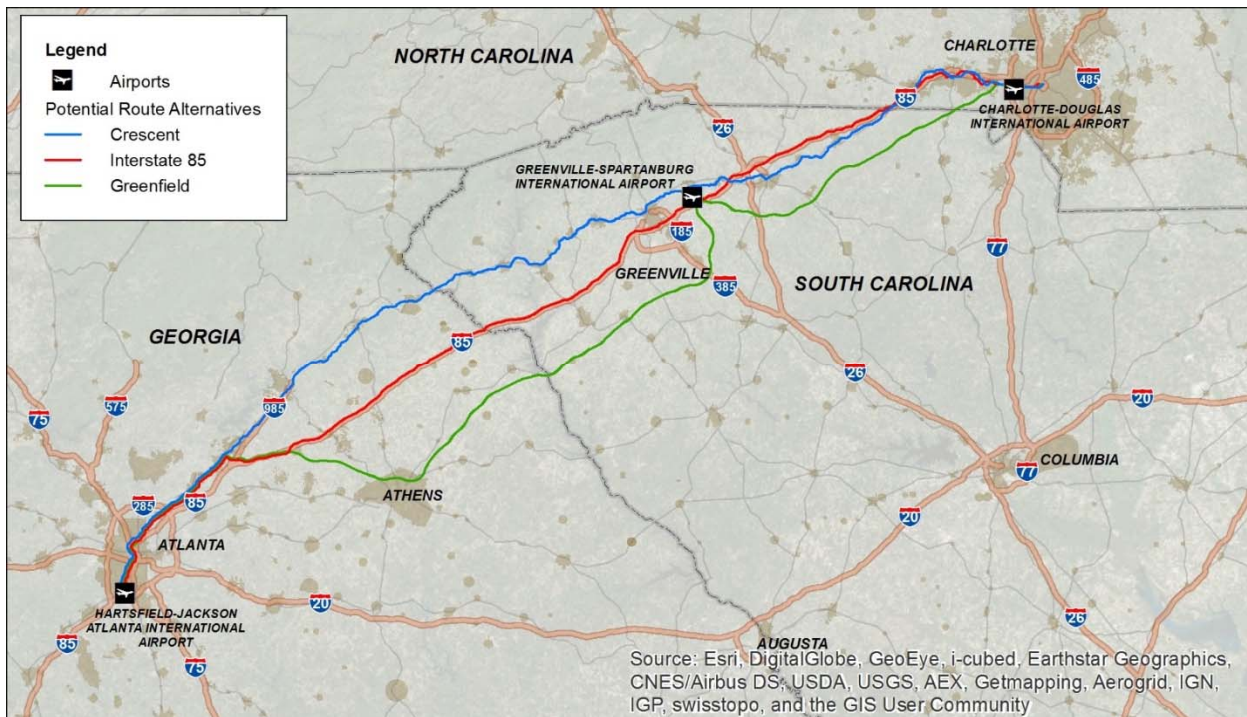 Legend
Airports
Potential Route Alternatives
Crescent
Interstate 85
Greenfield
NORTH CAROLINA
CHARLOTTE
485
85
CHARLOTTE-DOUGLAS
INTERNATIONAL AIRPORT
26
GREENVILLE-SPARTANBURG
INTERNATIONAL AIRPORT
185
77
GREENVILLE
385
SOUTH CAROLINA
GEORGIA
85
26
985
575
20
75
COLUMBIA
77
ATHENS
285
85
20
ATLANTA
HARTSFIELD-JACKSON
ATLANTA INTERNATIONAL
AIRPORT
20
26
85
75
AUGUSTA
Source: Esri, DigitalGlobe, GeoEye, i-cubed, Earthstar Geographics,
CNES/Airbus DS, USDA, USGS, AEX, Getmapping, Aerogrid, IGN,
IGP, swisstopo, and the GIS User Community